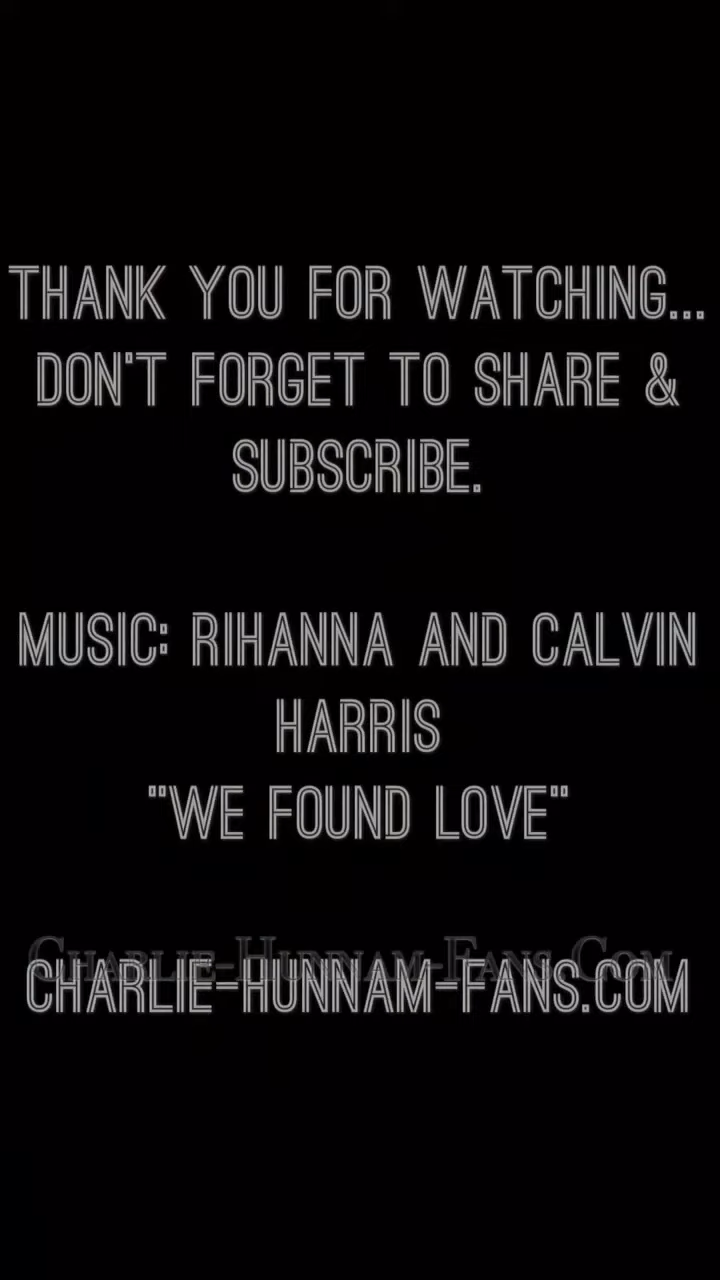 THANK YOU FOR WATCHING...
DON'T FORGET TO SHARE &
SUBSCRIBE.
MUSIC: RIHANNA AND CALVIN
HARRIS
"WE FOUND LOVE"
Charlie-Hunnam-Fans.Com
CHARLIE-HUNNAM-FANS.COM